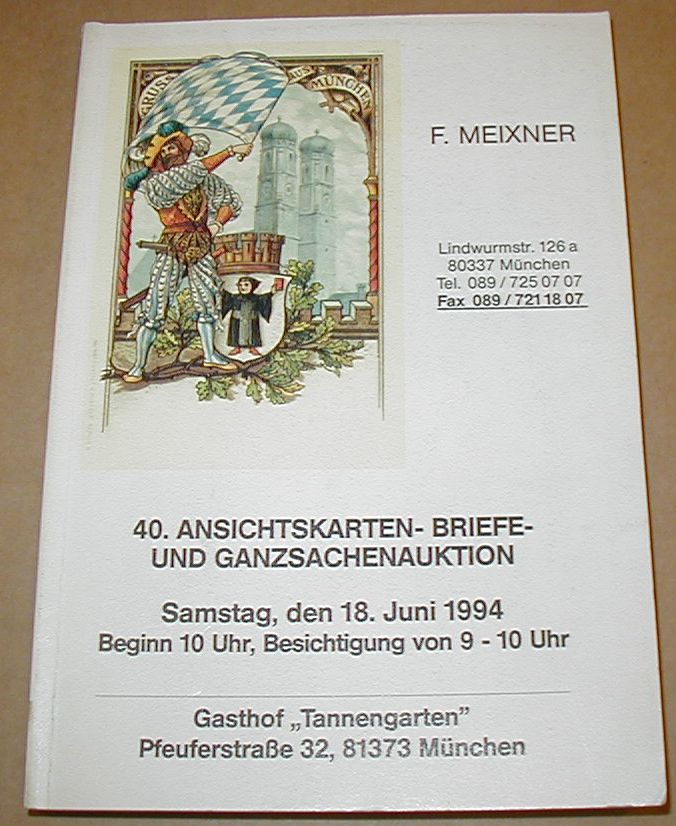 GRUSS AUS MÜNCHEN
F. MEIXNER
Lindwurmstr. 126 a
80337 München
Tel. 089 / 725 07 07
Fax 089 / 721 18 07
40. ANSICHTSKARTEN- BRIEFE-
UND GANZSACHENAUKTION
Samstag, den 18. Juni 1994
Beginn 10 Uhr, Besichtigung von 9 - 10 Uhr
Gasthof „Tannengarten”
Pfeuferstraße 32, 81373 München